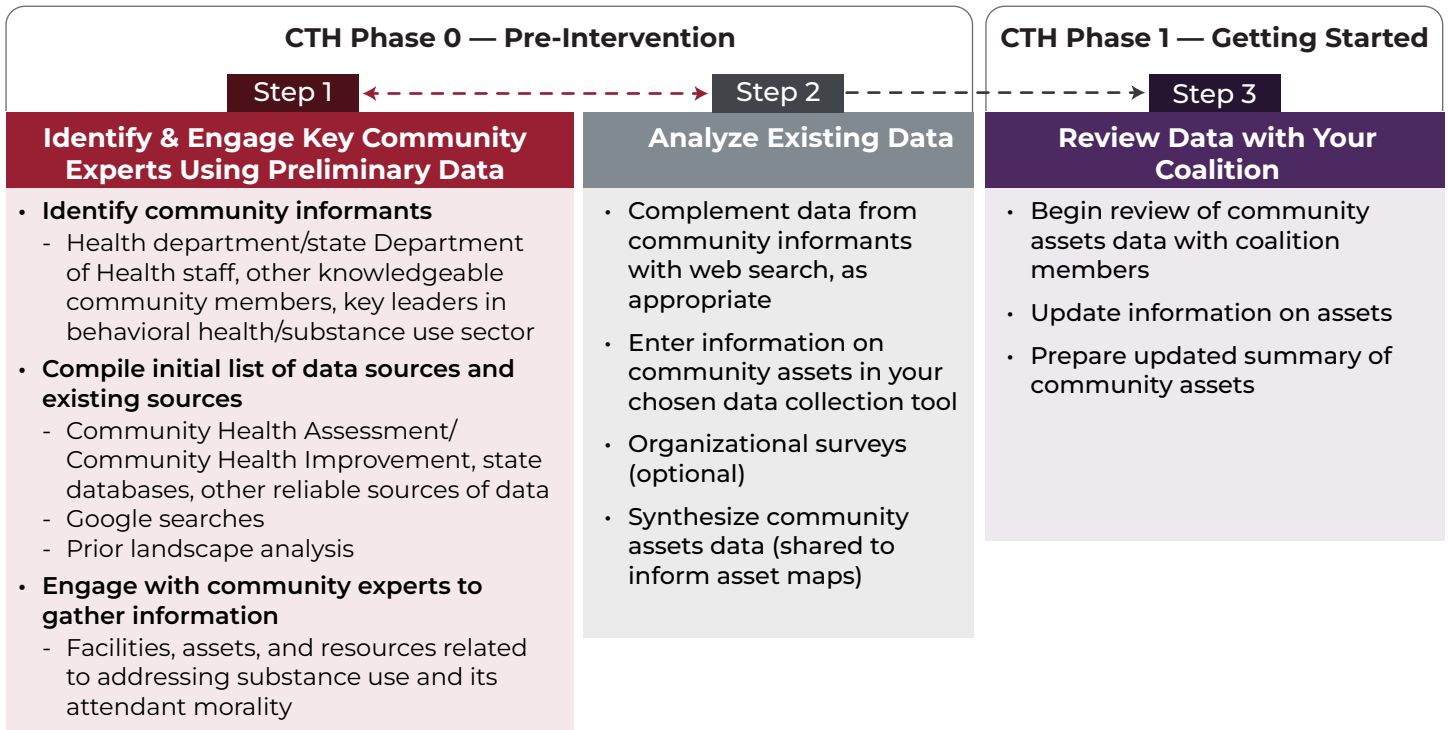 CTH Phase 0 — Pre-Intervention
CTH Phase 1 — Getting Started
Step 1
Step 2
Step 3
Identify & Engage Key Community
Experts Using Preliminary Data
• Identify community informants
- Health department/state Department
of Health staff, other knowledgeable
community members, key leaders in
behavioral health/substance use sector
• Compile initial list of data sources and
existing sources
- Community Health Assessment/
Community Health Improvement, state
databases, other reliable sources of data
- Google searches
- Prior landscape analysis
• Engage with community experts to
gather information
- Facilities, assets, and resources related
to addressing substance use and its
attendant morality
Analyze Existing Data
• Complement data from
community informants
with web search, as
appropriate
• Enter information on
community assets in your
chosen data collection tool
• Organizational surveys
(optional)
• Synthesize community
assets data (shared to
inform asset maps)
Review Data with Your
Coalition
• Begin review of community
assets data with coalition
members
• Update information on assets
• Prepare updated summary of
community assets